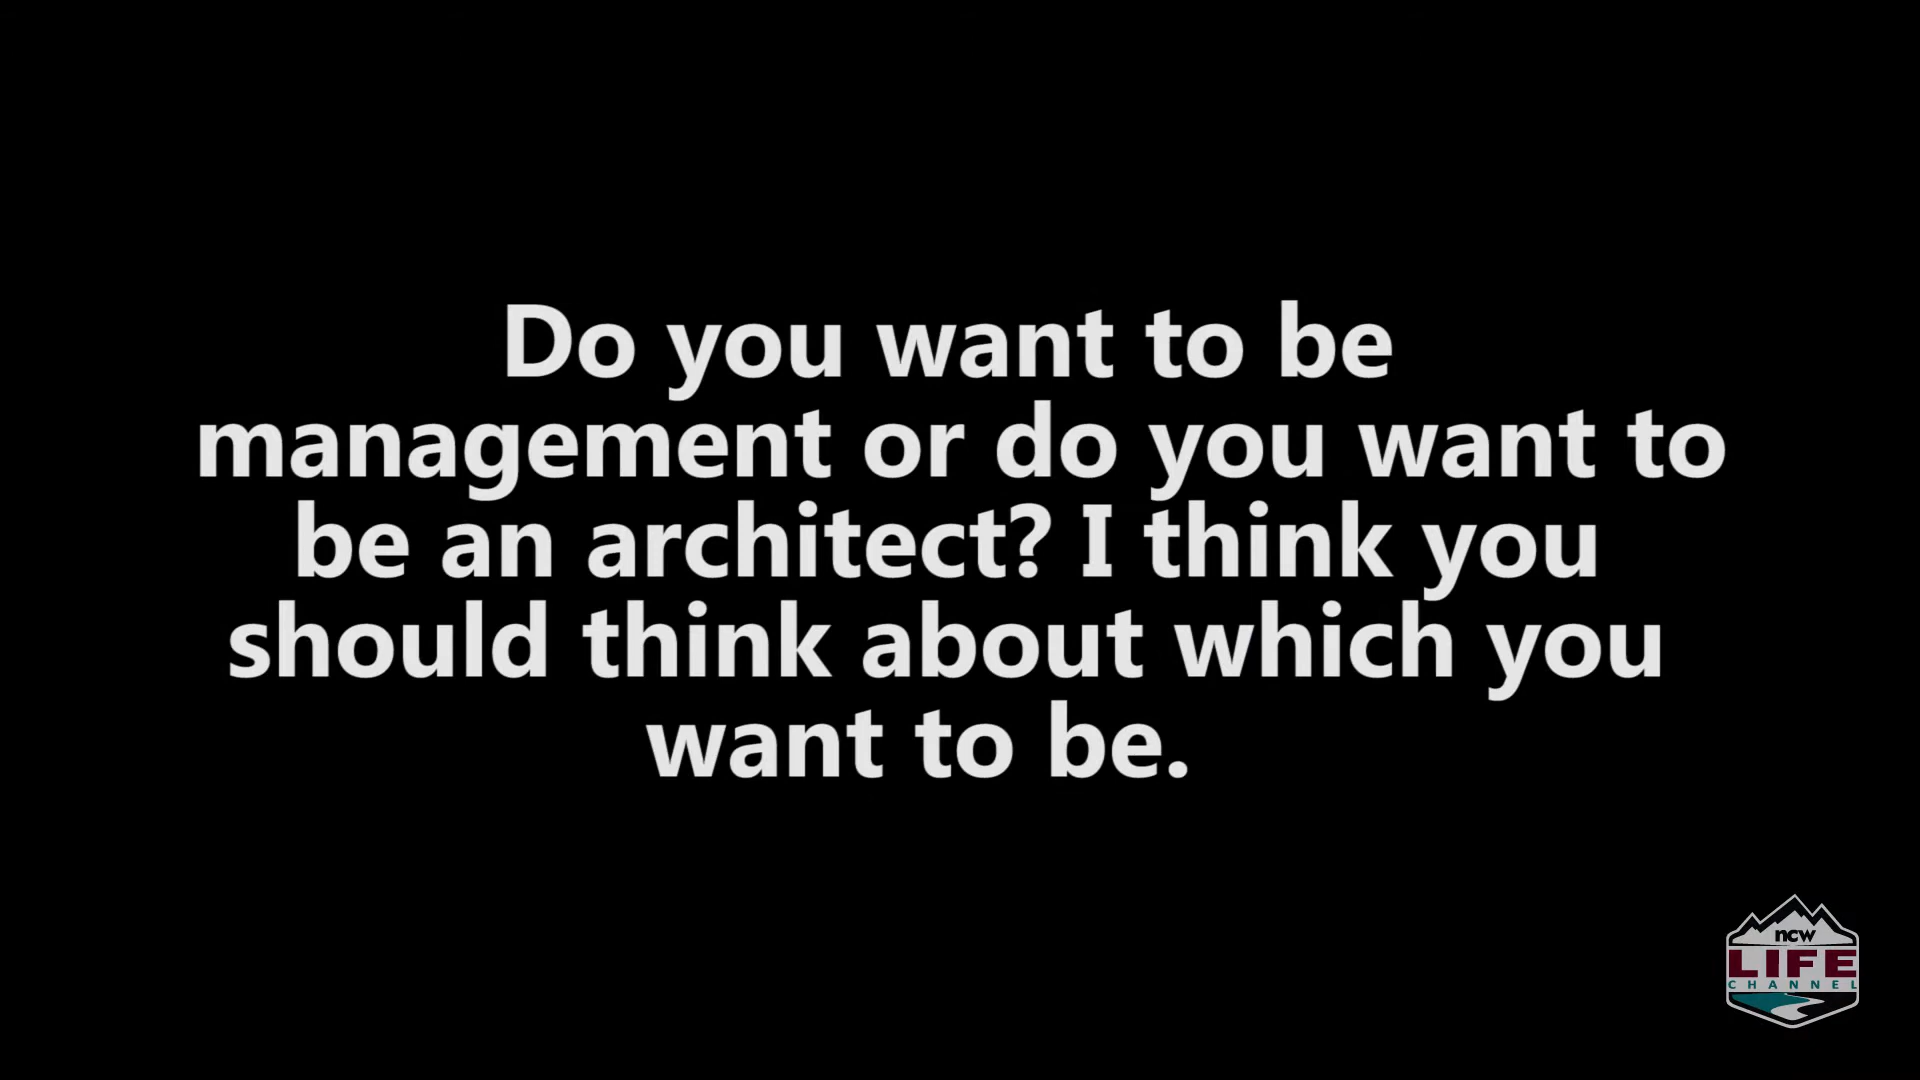 Do you want to be
management or do you want to
be an architect? I think you
should think about which you
want to be.
ncw
LIFE
CHANNEL